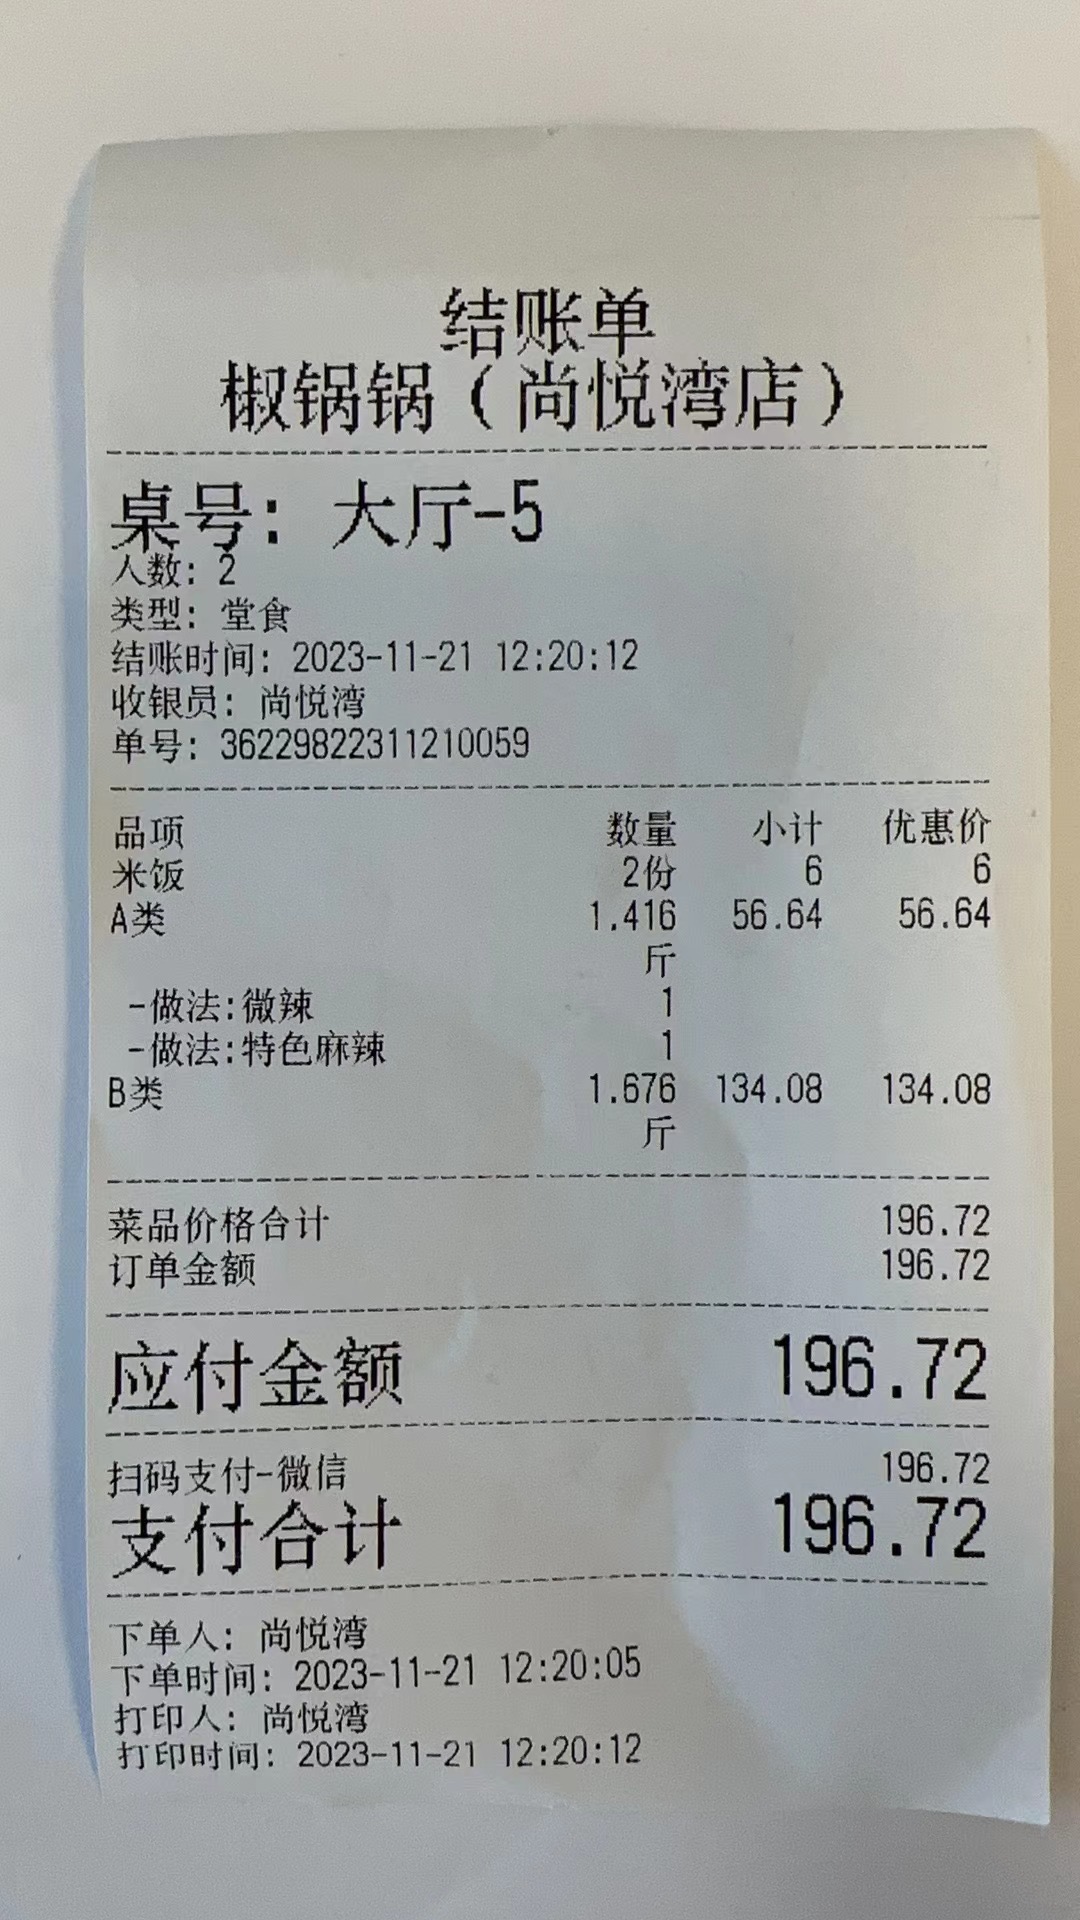 结账单
椒锅锅(尚悦湾店)
桌号: 大厅-5
人数: 2
类型: 堂食
结账时间: 2023-11-21 12:20:12
收银员: 尚悦湾
单号: 36229822311210059
品项 数量 小计 优惠价
米饭 2份 6 6
A类 1.416 56.64 56.64
斤
-做法:微辣 1
-做法:特色麻辣 1
B类 1.676 134.08 134.08
斤
菜品价格合计 196.72
订单金额 196.72
应付金额 196.72
扫码支付-微信 196.72
支付合计 196.72
下单人: 尚悦湾
下单时间: 2023-11-21 12:20:05
打印人: 尚悦湾
打印时间: 2023-11-21 12:20:12